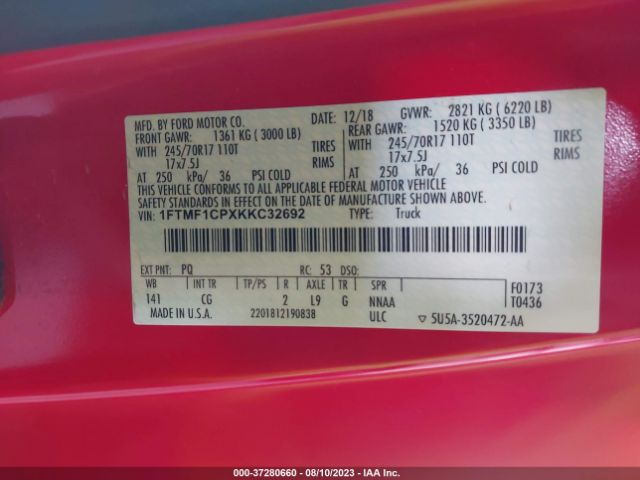 MFD. BY FORD MOTOR CO. DATE: 12/18 GVWR: 2821 KG ( 6220 LB)
FRONT GAWR: 1361 KG ( 3000 LB) REAR GAWR: 1520 KG ( 3350 LB)
WITH 245/70R17 110T TIRES WITH 245/70R17 110T TIRES
17x7.5J RIMS 17x7.5J RIMS
AT 250 kPa/ 36 PSI COLD AT 250 kPa/ 36 PSI COLD
THIS VEHICLE CONFORMS TO ALL APPLICABLE FEDERAL MOTOR VEHICLE
SAFETY STANDARDS IN EFFECT ON THE DATE OF MANUFACTURE SHOWN ABOVE.
VIN: 1FTMF1CPXKKC32692 TYPE: Truck
EXT PNT: PQ RC: 53 DSO:
WB INT TR TP/PS R AXLE TR SPR F0173
141 CG 2 L9 G NNAA T0436
MADE IN U.S.A. 2201812190838 ULC ▽ 5U5A-3520472-AA
000-37280660 - 08/10/2023 - IAA Inc.